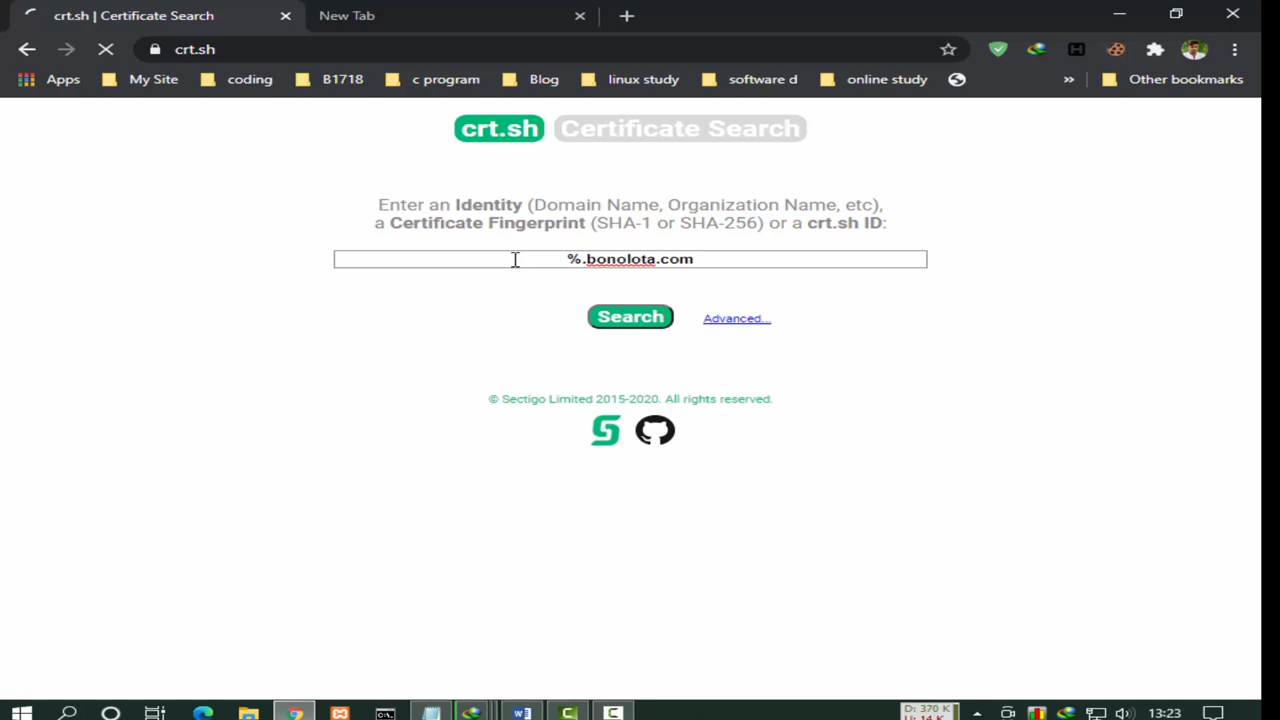 crt.sh | Certificate Search
New Tab
crt.sh
Apps My Site coding B1718 c program Blog linux study software d online study » Other bookmarks
crt.sh Certificate Search
Enter an Identity (Domain Name, Organization Name, etc),
a Certificate Fingerprint (SHA-1 or SHA-256) or a crt.sh ID:
%.bonolota.com
Search Advanced...
© Sectigo Limited 2015-2020. All rights reserved.
D: 370 K
U: 14 K
13:23